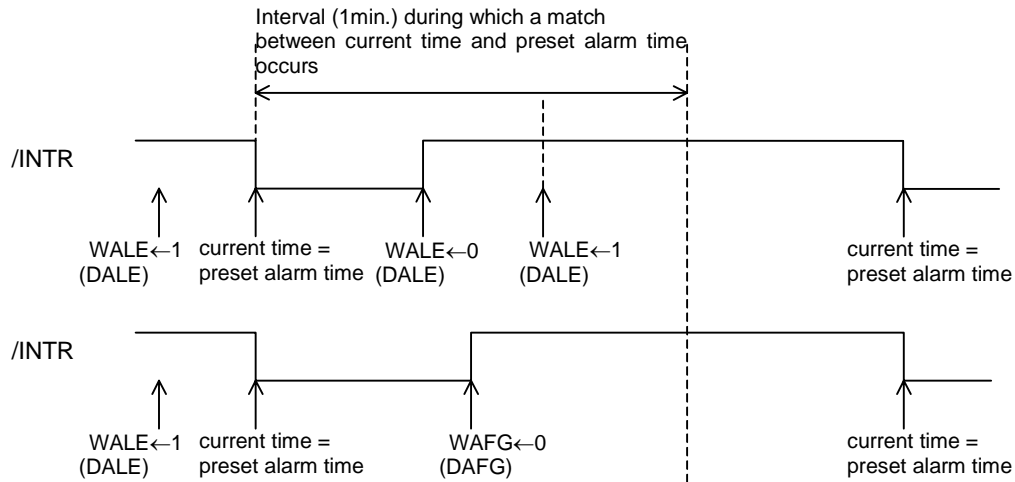 Interval (1min.) during which a match
between current time and preset alarm time
occurs
/INTR
WALE←1 current time = WALE←0 WALE←1 current time =
(DALE) preset alarm time (DALE) (DALE) preset alarm time
/INTR
WALE←1 current time = WAFG←0 current time =
(DALE) preset alarm time (DAFG) preset alarm time